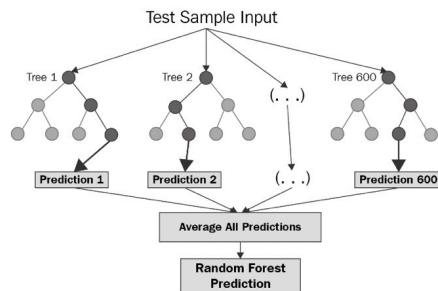 Test Sample Input
Tree 1
Tree 2
(. . .)
Tree 600
Prediction 1
Prediction 2
(. . .)
Prediction 600
Average All Predictions
Random Forest
Prediction